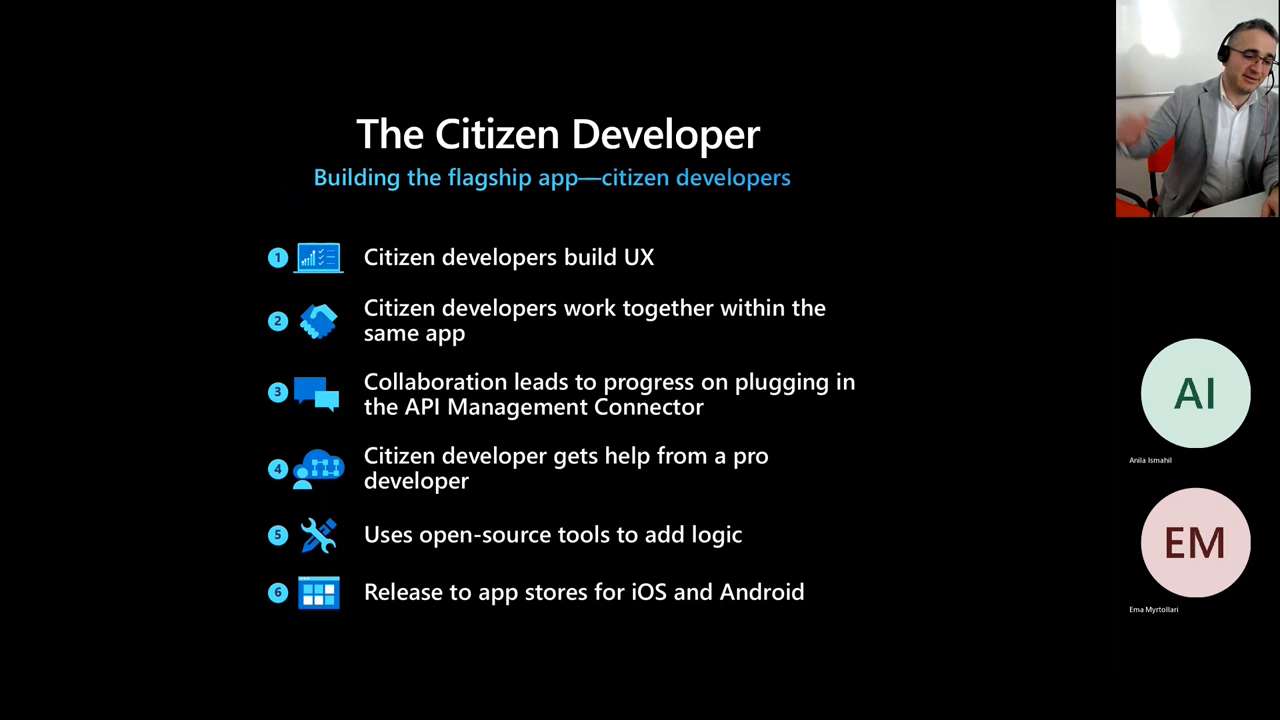 The Citizen Developer
Building the flagship app—citizen developers
1
Citizen developers build UX
2
Citizen developers work together within the
same app
3
Collaboration leads to progress on plugging in
the API Management Connector
4
Citizen developer gets help from a pro
developer
5
Uses open-source tools to add logic
6
Release to app stores for iOS and Android
AI
Anila Ismahil
EM
Ema Myrtollari